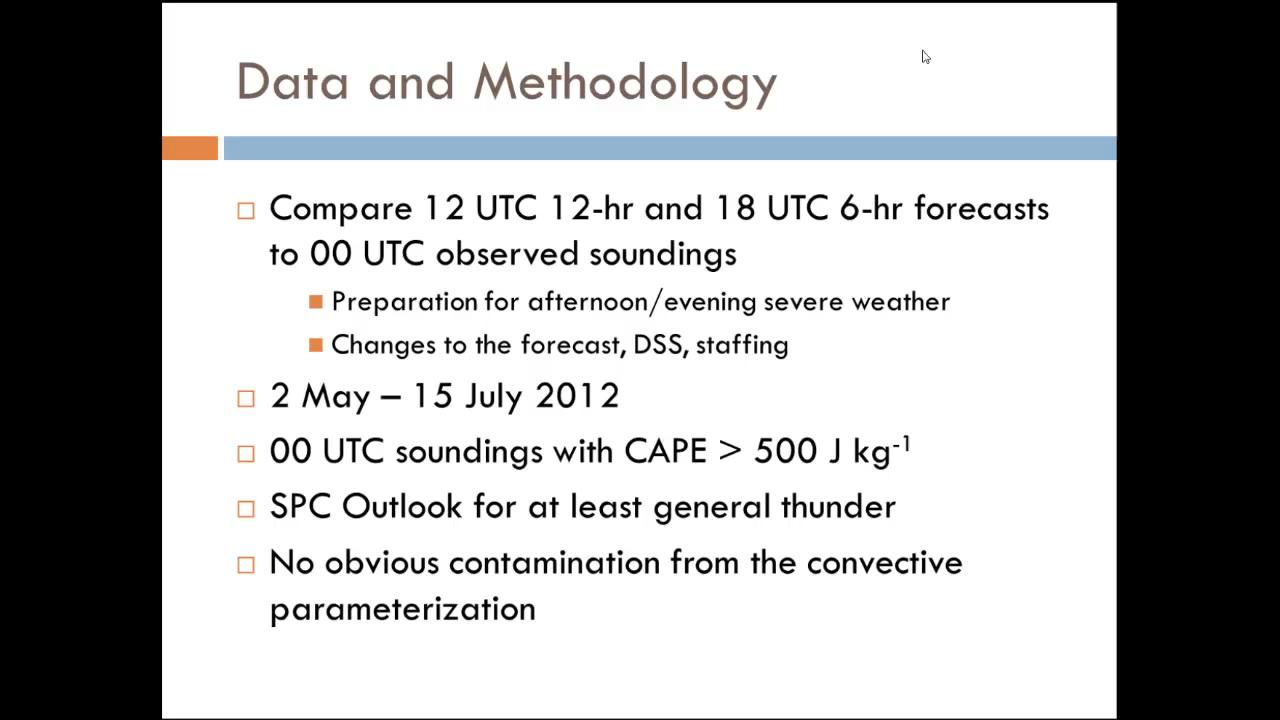 Data and Methodology
Compare 12 UTC 12-hr and 18 UTC 6-hr forecasts
to 00 UTC observed soundings
Preparation for afternoon/evening severe weather
Changes to the forecast, DSS, staffing
2 May – 15 July 2012
00 UTC soundings with CAPE > 500 J kg⁻¹
SPC Outlook for at least general thunder
No obvious contamination from the convective
parameterization